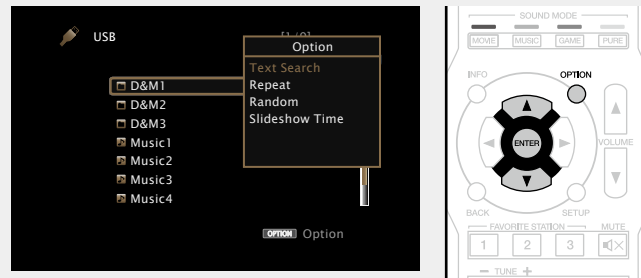 USB
[1/9]
Option
Text Search
Repeat
Random
Slideshow Time
D&M1
D&M2
D&M3
Music1
Music2
Music3
Music4
OPTION Option
SOUND MODE
MOVIE MUSIC GAME PURE
INFO OPTION
ENTER
VOLUME
BACK SETUP
FAVORITE STATION MUTE
1 2 3
– TUNE +